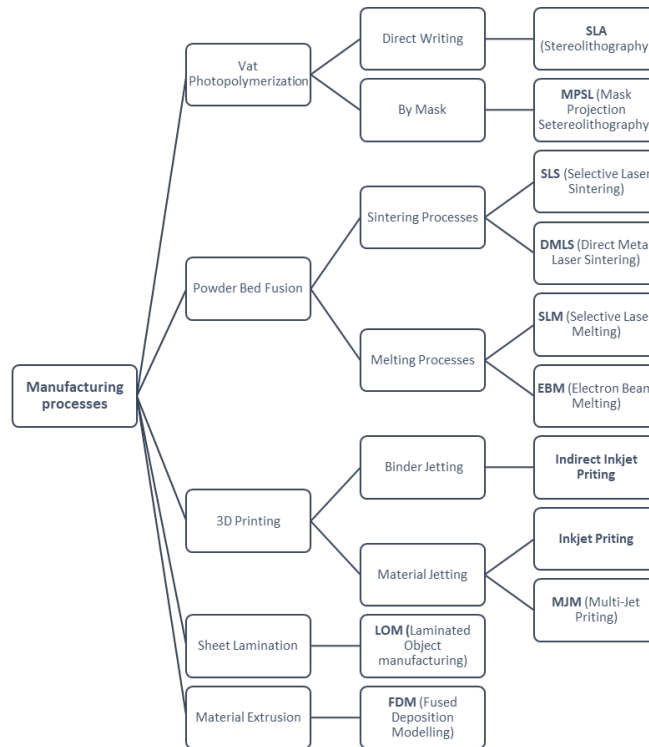 Manufacturing
processes
Vat
Photopolymerization
Direct Writing
SLA
(Stereolithography)
By Mask
MPSL (Mask
Projection
Setereolithography)
Powder Bed Fusion
Sintering Processes
SLS (Selective Laser
Sintering)
DMLS (Direct Metal
Laser Sintering)
Melting Processes
SLM (Selective Laser
Melting)
EBM (Electron Beam
Melting)
3D Printing
Binder Jetting
Indirect Inkjet
Priting
Material Jetting
Inkjet Priting
MJM (Multi-Jet
Priting)
Sheet Lamination
LOM (Laminated
Object
manufacturing)
Material Extrusion
FDM (Fused
Deposition
Modelling)